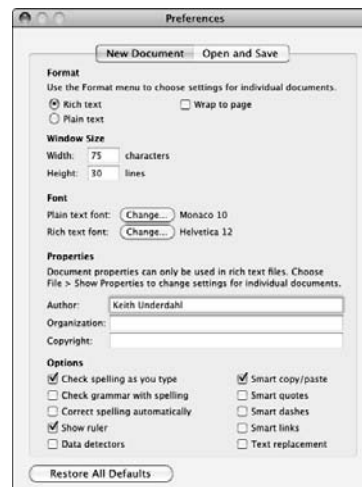 Preferences
New Document Open and Save
Format
Use the Format menu to choose settings for individual documents.
Rich text Wrap to page
Plain text
Window Size
Width: 75 characters
Height: 30 lines
Font
Plain text font: Change... Monaco 10
Rich text font: Change... Helvetica 12
Properties
Document properties can only be used in rich text files. Choose
File > Show Properties to change settings for individual documents.
Author: Keith Underdahl
Organization:
Copyright:
Options
Check spelling as you type Smart copy/paste
Check grammar with spelling Smart quotes
Correct spelling automatically Smart dashes
Show ruler Smart links
Data detectors Text replacement
Restore All Defaults